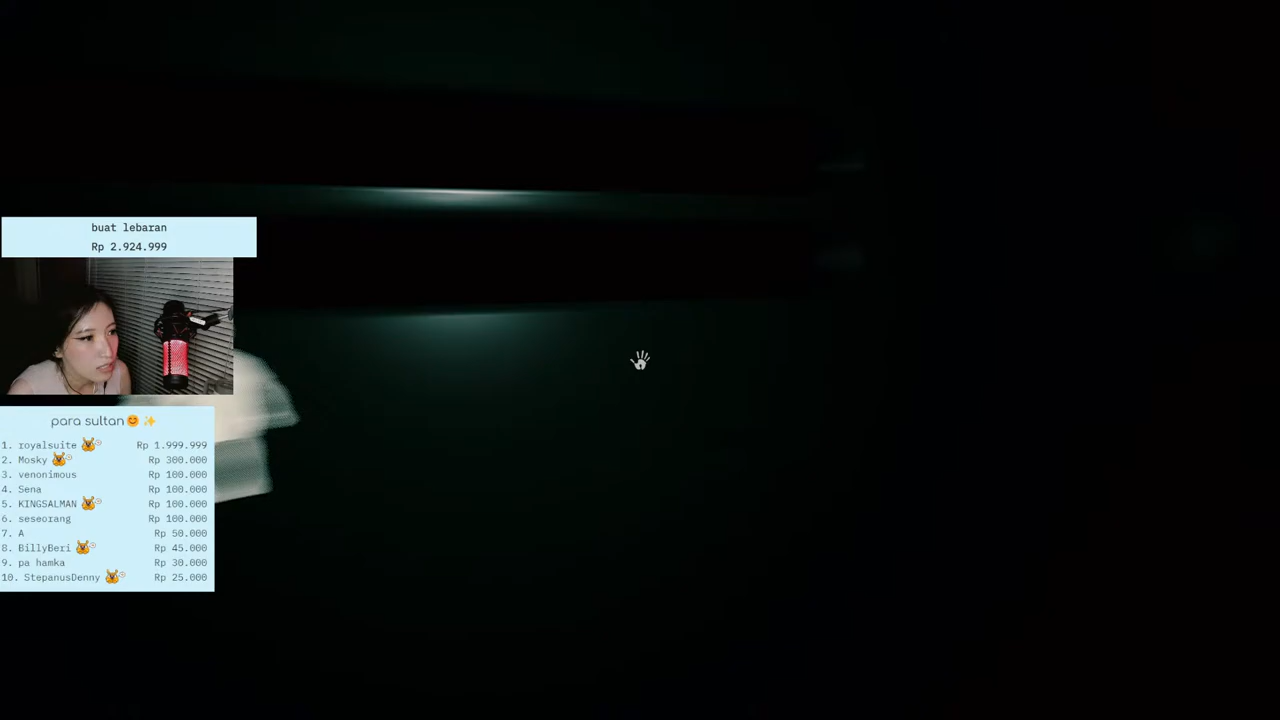 buat lebaran
Rp 2.924.999
para sultan😊✨
1. royalsuite Rp 1.999.999
2. Mosky Rp 300.000
3. venonimous Rp 100.000
4. Sena Rp 100.000
5. KINGSALMAN Rp 100.000
6. seseorang Rp 100.000
7. A Rp 50.000
8. BillyBeri Rp 45.000
9. pa hamka Rp 30.000
10. StepanusDenny Rp 25.000